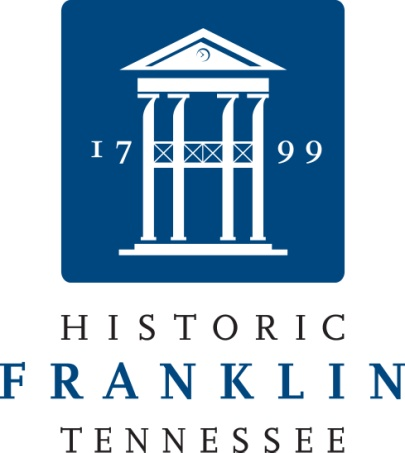 17 99
HISTORIC
FRANKLIN
TENNESSEE